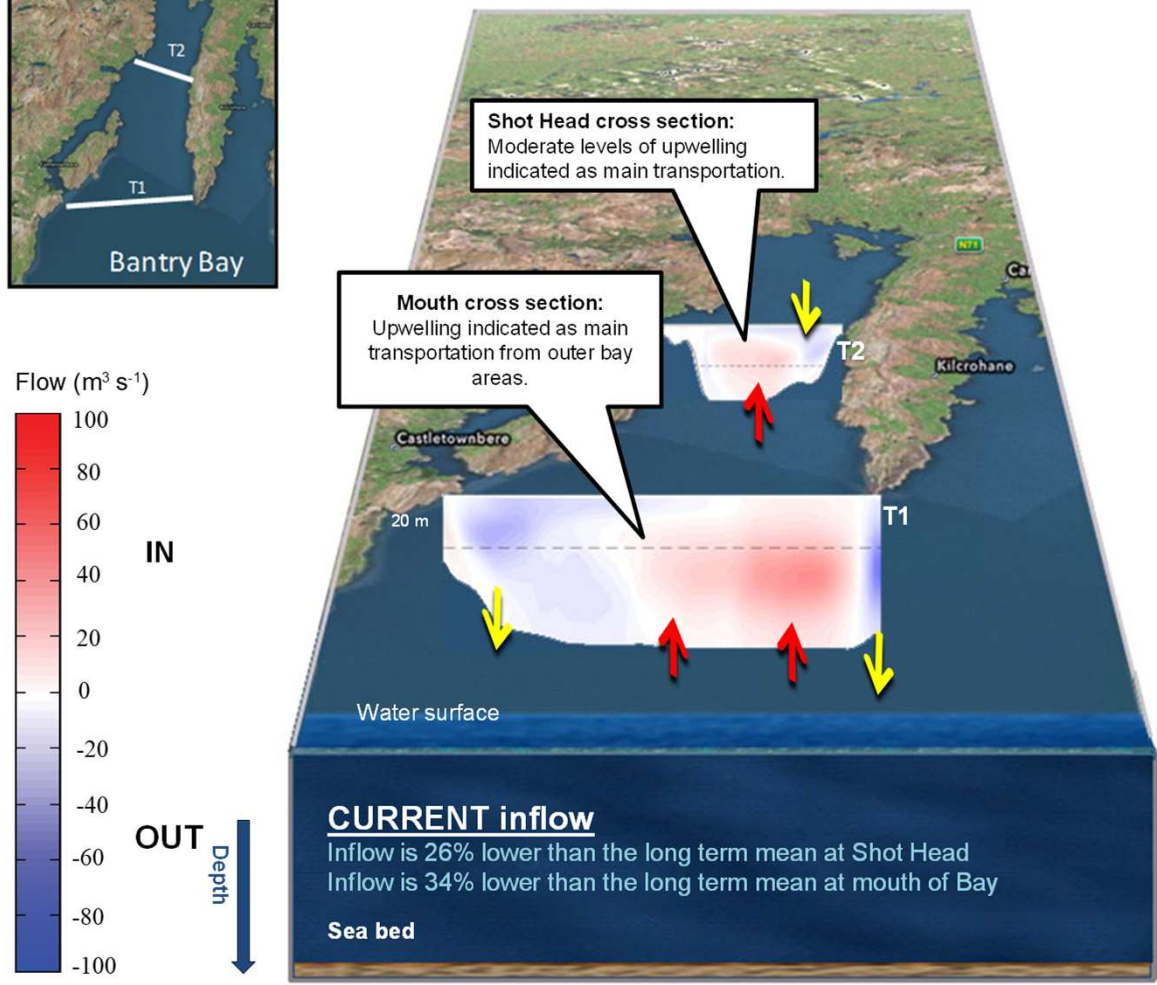 T2
T1
Bantry Bay
Shot Head cross section:
Moderate levels of upwelling
indicated as main transportation.
N71
Mouth cross section:
Upwelling indicated as main
transportation from outer bay
areas.
T2
Kilcrohane
Castletownbere
Flow (m³ s⁻¹)
100
80
60
40
20
0
-20
-40
-60
-80
-100
IN
OUT
Depth
20 m
T1
Water surface
CURRENT inflow
Inflow is 26% lower than the long term mean at Shot Head
Inflow is 34% lower than the long term mean at mouth of Bay
Sea bed